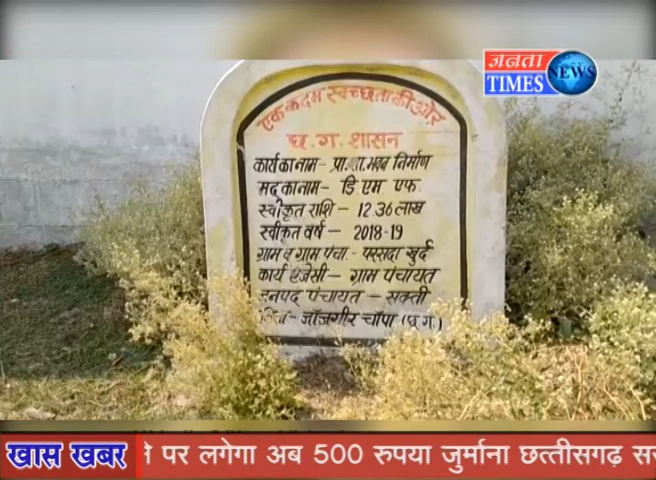 जनता
TIMES NEWS
एक कदम स्वच्छता की ओर
छ.ग. शासन
कार्य का नाम - प्रा. शा. भवन निर्माण
मद का नाम - डि एम एफ
स्वीकृत राशि - 12.36 लाख
स्वीकृत वर्ष - 2018-19
ग्राम व ग्राम पंचा.- परसदा खुर्द
कार्य एजेंसी - ग्राम पंचायत
जनपद पंचायत - सक्ती
जिला - जाँजगीर चाँपा (छ.ग.)
खास खबर
ने पर लगेगा अब 500 रुपया जुर्माना छत्तीसगढ़ सर